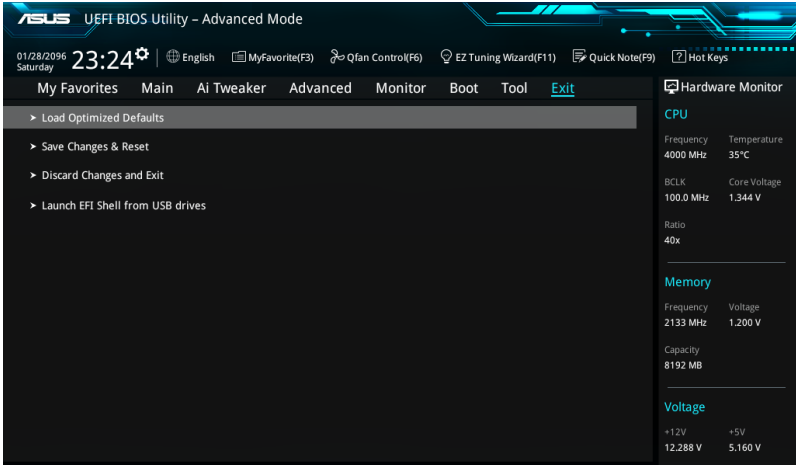 ASUS UEFI BIOS Utility – Advanced Mode
01/28/2096 Saturday 23:24 English MyFavorite(F3) Qfan Control(F6) EZ Tuning Wizard(F11) Quick Note(F9) ? Hot Keys
My Favorites Main Ai Tweaker Advanced Monitor Boot Tool Exit
Load Optimized Defaults
Save Changes & Reset
Discard Changes and Exit
Launch EFI Shell from USB drives
Hardware Monitor
CPU
Frequency Temperature
4000 MHz 35°C
BCLK Core Voltage
100.0 MHz 1.344 V
Ratio
40x
Memory
Frequency Voltage
2133 MHz 1.200 V
Capacity
8192 MB
Voltage
+12V +5V
12.288 V 5.160 V